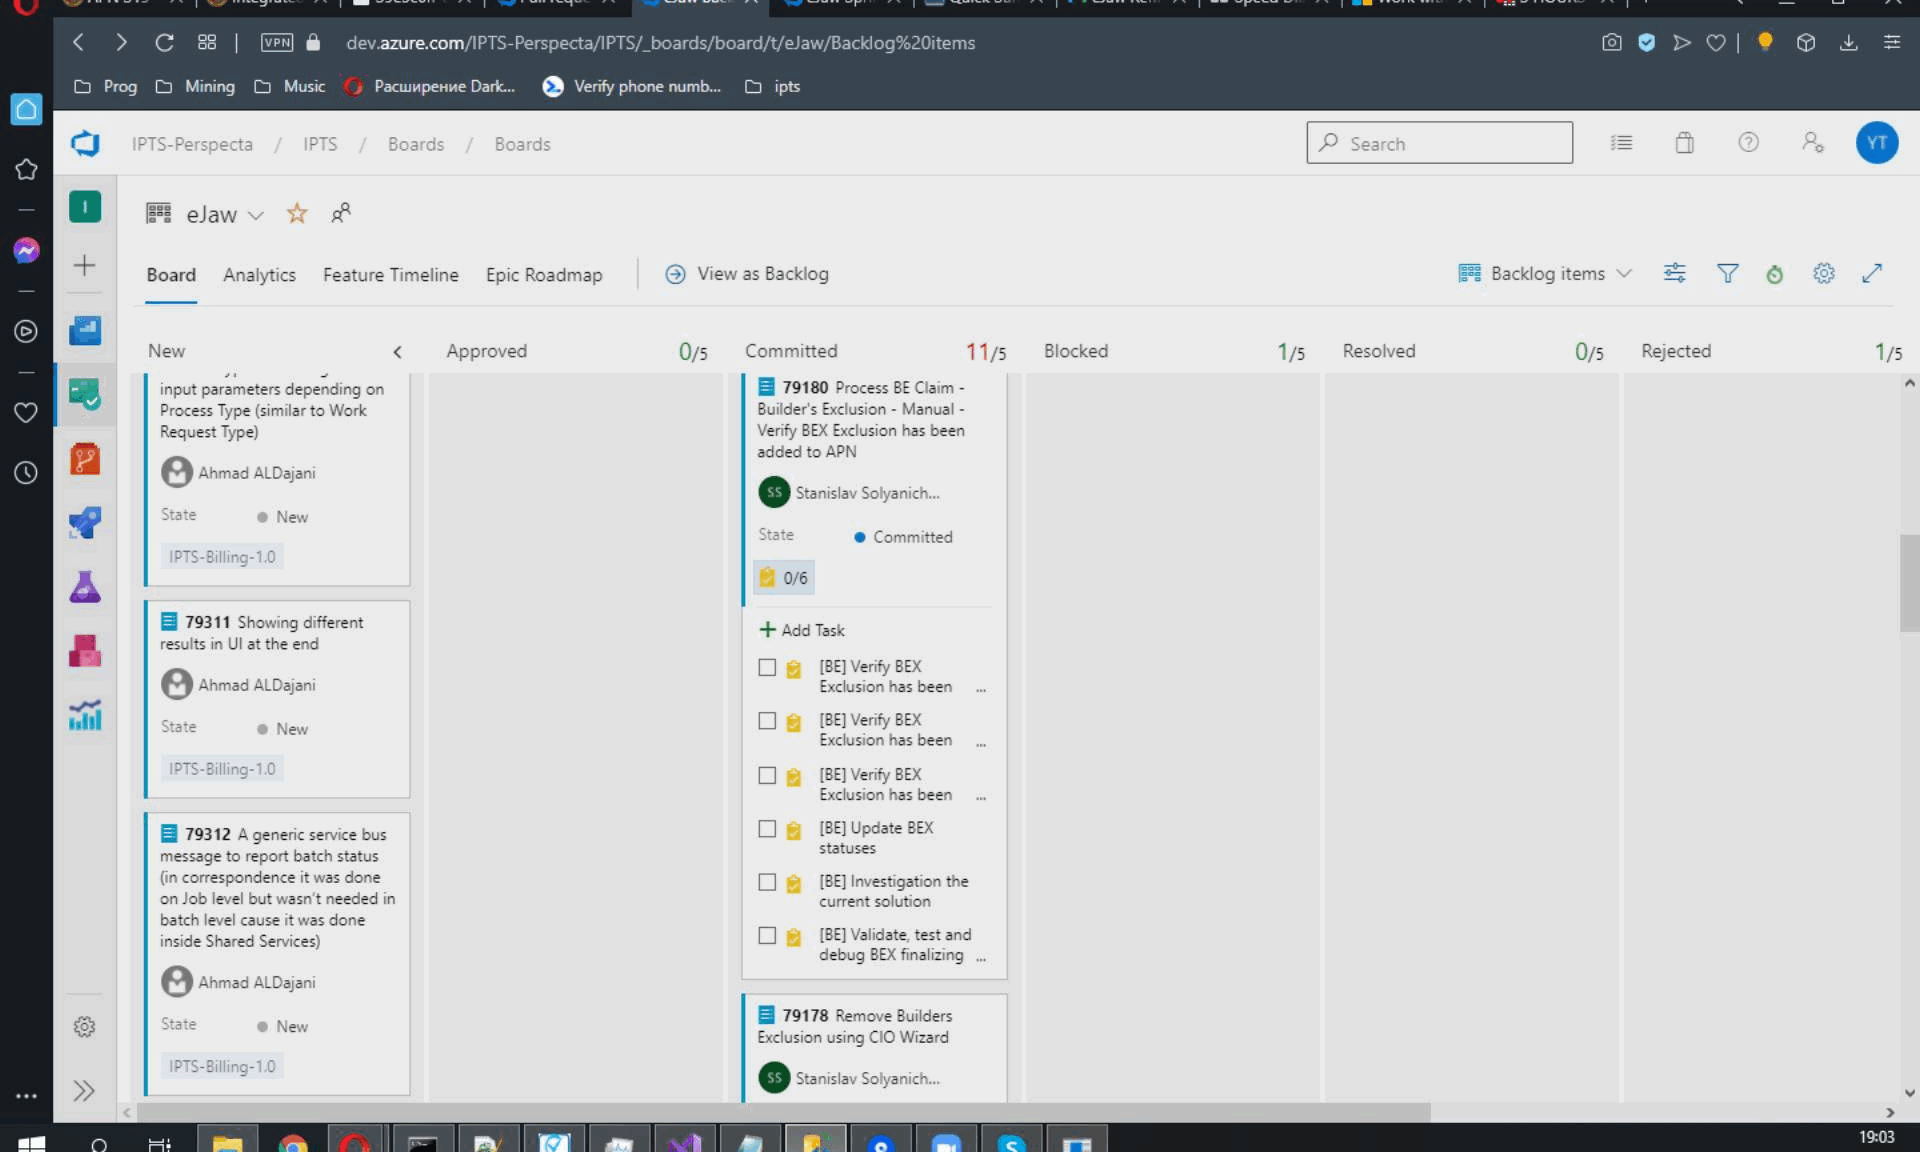 VPN
dev.azure.com/IPTS-Perspecta/IPTS/_boards/board/t/eJaw/Backlog%20items
Prog
Mining
Music
Расширение Dark...
Verify phone numb...
ipts
IPTS-Perspecta / IPTS / Boards / Boards
Search
YT
I
eJaw
Board
Analytics
Feature Timeline
Epic Roadmap
View as Backlog
Backlog items
New
Approved 0/5
Committed 11/5
Blocked 1/5
Resolved 0/5
Rejected 1/5
input parameters depending on
Process Type (similar to Work
Request Type)
Ahmad ALDajani
State New
IPTS-Billing-1.0
79311 Showing different
results in UI at the end
Ahmad ALDajani
State New
IPTS-Billing-1.0
79312 A generic service bus
message to report batch status
(in correspondence it was done
on Job level but wasn't needed in
batch level cause it was done
inside Shared Services)
Ahmad ALDajani
State New
IPTS-Billing-1.0
79180 Process BE Claim -
Builder's Exclusion - Manual -
Verify BEX Exclusion has been
added to APN
SS Stanislav Solyanich...
State Committed
0/6
Add Task
[BE] Verify BEX
Exclusion has been ...
[BE] Verify BEX
Exclusion has been ...
[BE] Verify BEX
Exclusion has been ...
[BE] Update BEX
statuses
[BE] Investigation the
current solution
[BE] Validate, test and
debug BEX finalizing ...
79178 Remove Builders
Exclusion using CIO Wizard
SS Stanislav Solyanich...
19:03